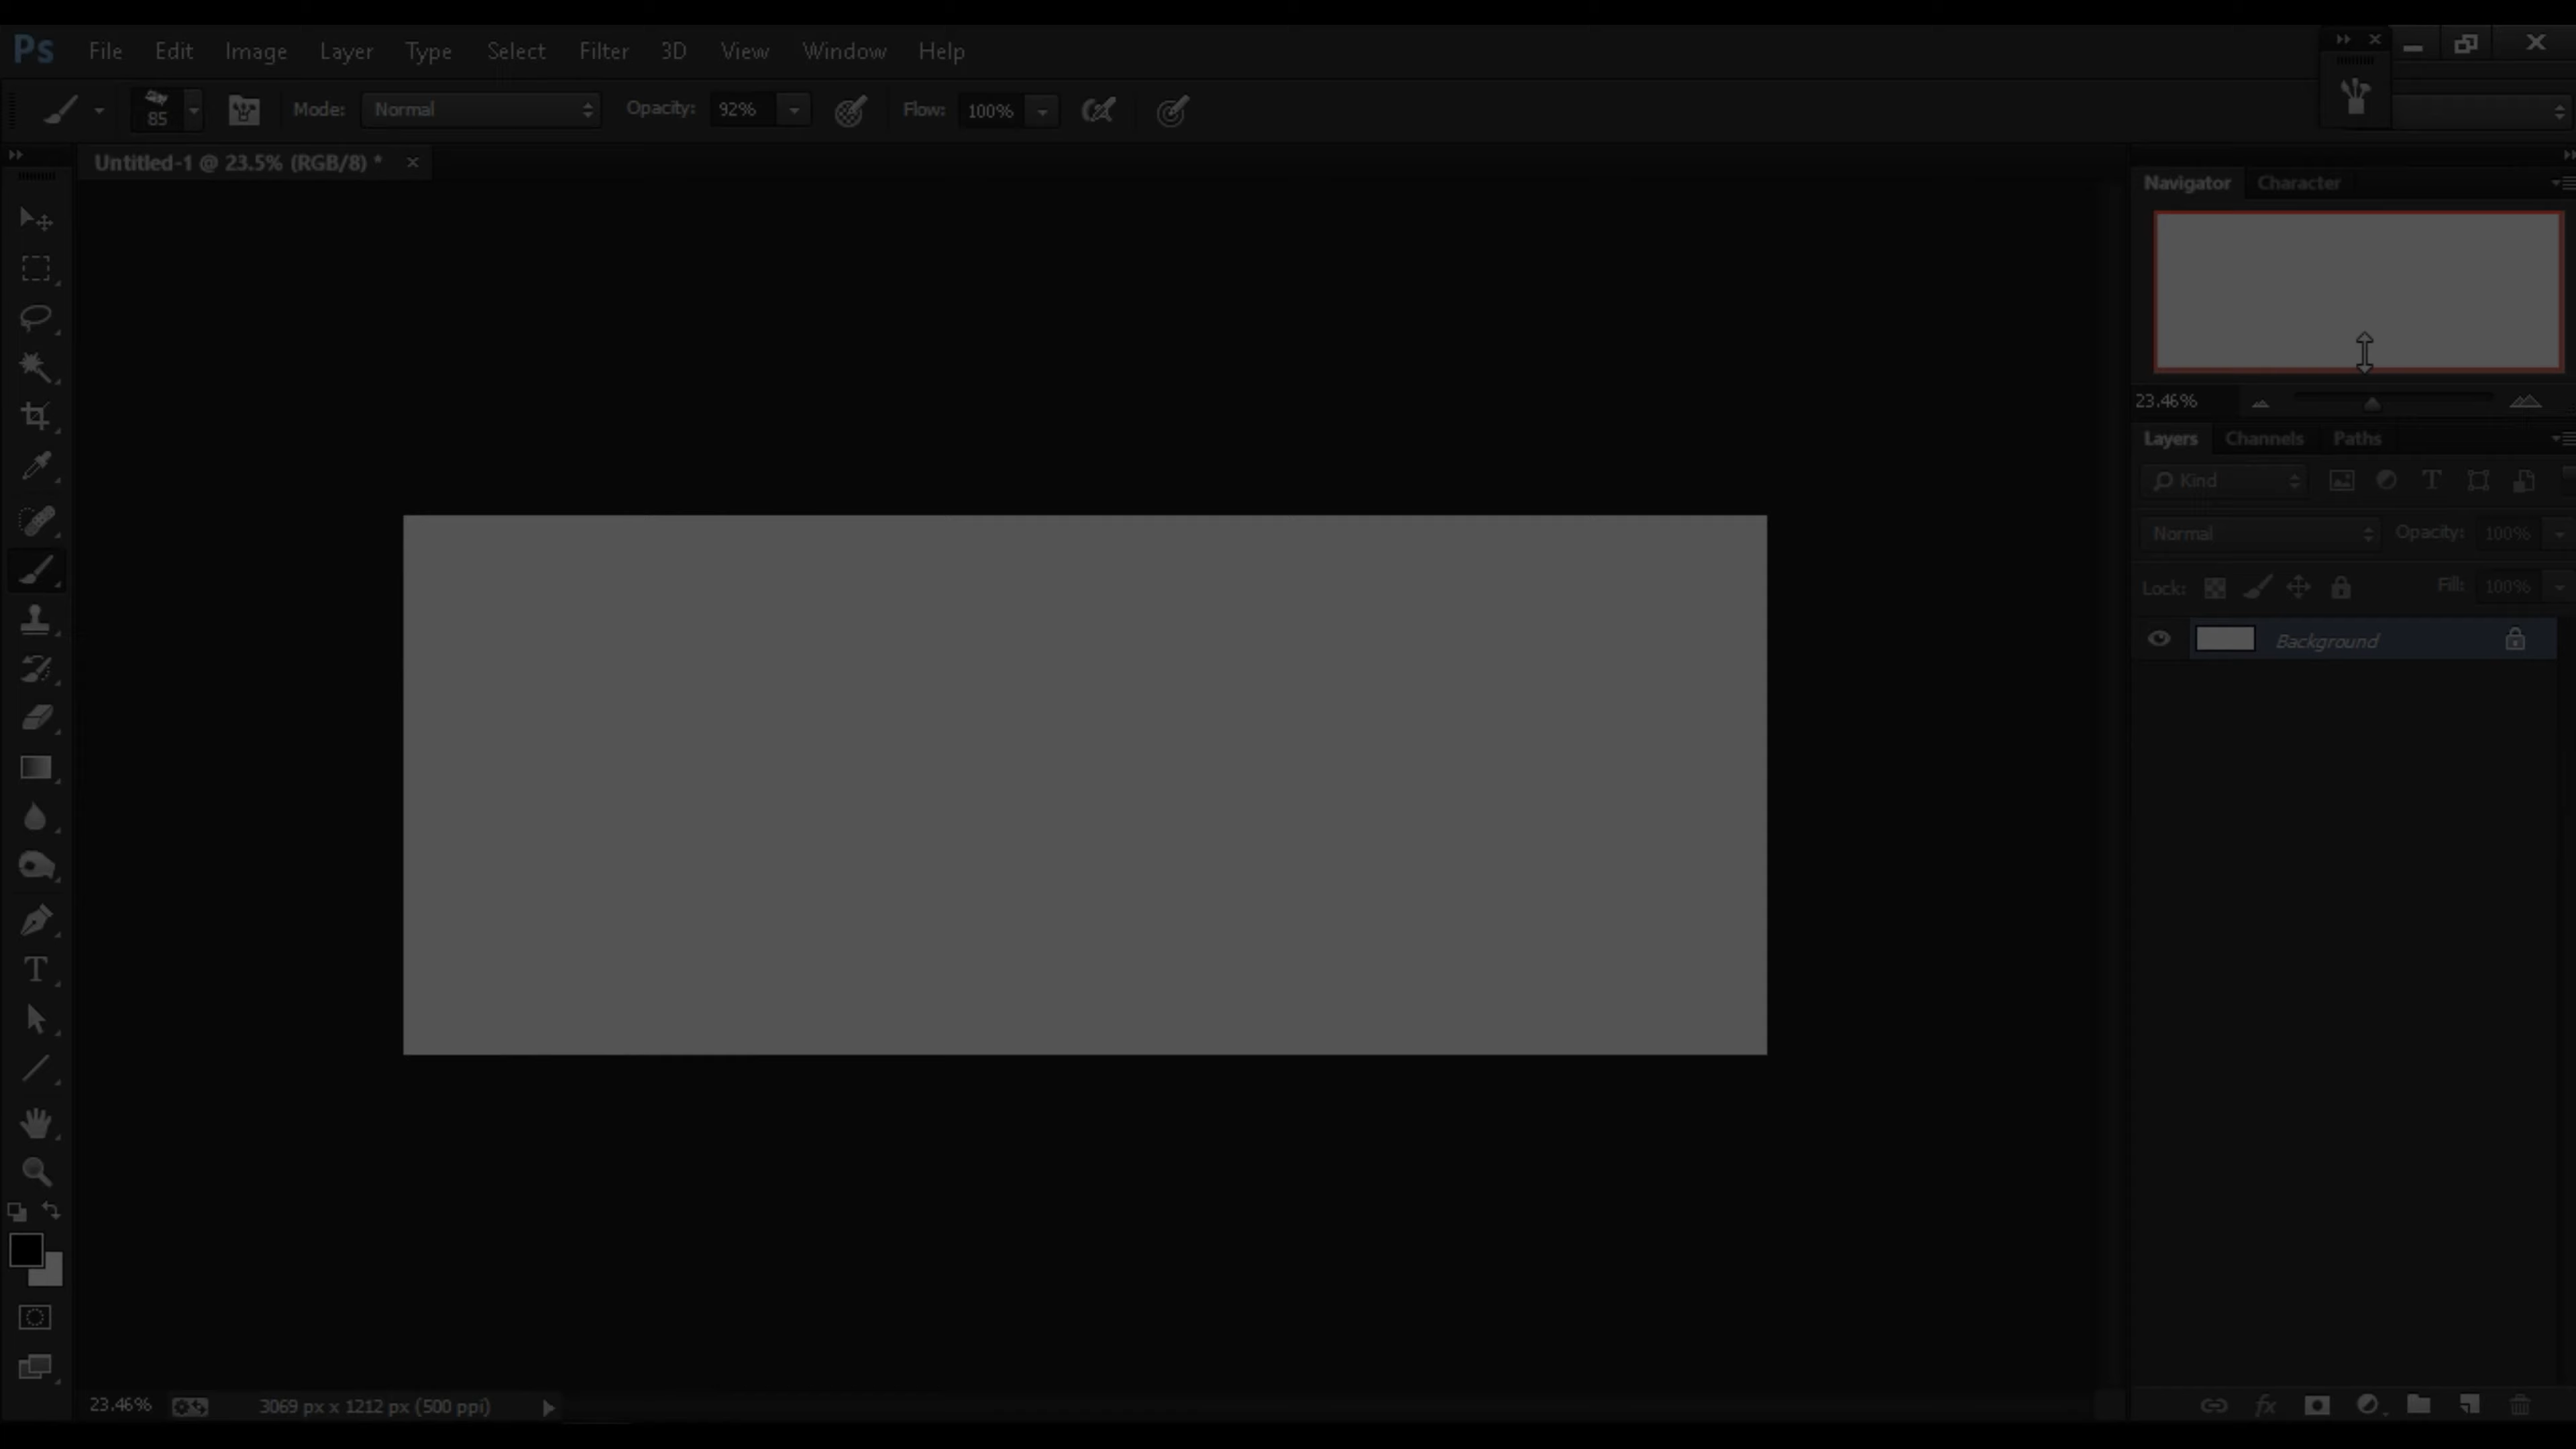 Ps File Edit Image Layer Type Select Filter 3D View Window Help
85 Mode: Normal Opacity: 92% Flow: 100%
Untitled-1 @ 23.5% (RGB/8) *
Navigator Character
23.46%
Layers Channels Paths
Kind
Normal Opacity: 100%
Lock: Fill: 100%
Background
23.46% 3069 px x 1212 px (500 ppi)